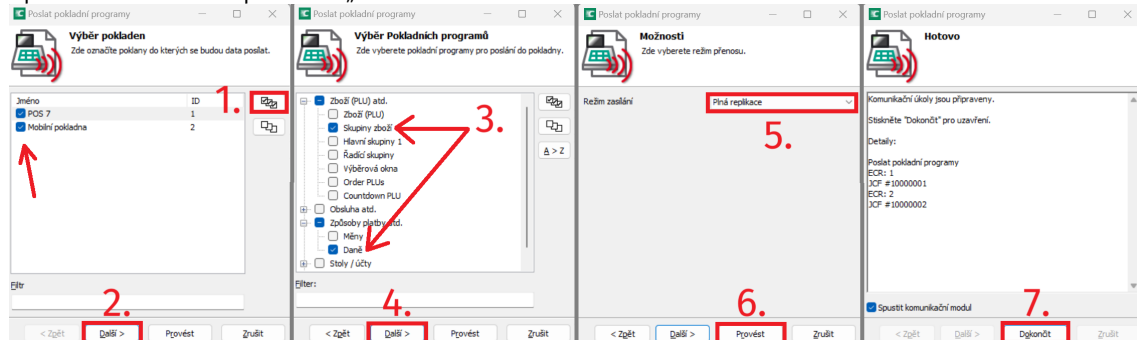 Poslat pokladní programy
Výběr pokladen
Zde označíte poklany do kterých se budou data posílat.
Jméno ID
POS 7 1
Mobilní pokladna 2
1.
Filtr
2.
< Zpět Další > Provést Zrušit
Poslat pokladní programy
Výběr Pokladních programů
Zde vyberete pokladní programy pro poslání do pokladny.
Zboží (PLU) atd.
Zboží (PLU)
Skupiny zboží
Hlavní skupiny 1
Řadící skupiny
Výběrová okna
Order PLUs
Countdown PLU
Obsluha atd.
Způsoby platby atd.
Měny
Daně
Stoly / účty
3.
A > Z
Filter:
4.
< Zpět Další > Provést Zrušit
Poslat pokladní programy
Možnosti
Zde vyberete režim přenosu.
Režim zasílání Plná replikace
5.
6.
< Zpět Další > Provést Zrušit
Poslat pokladní programy
Hotovo
Komunikační úkoly jsou připraveny.
Stiskněte "Dokončit" pro uzavření.
Detaily:
Poslat pokladní programy
ECR: 1
JCF #10000001
ECR: 2
JCF #10000002
Spustit komunikační modul
7.
< Zpět Další > Dokončit Zrušit